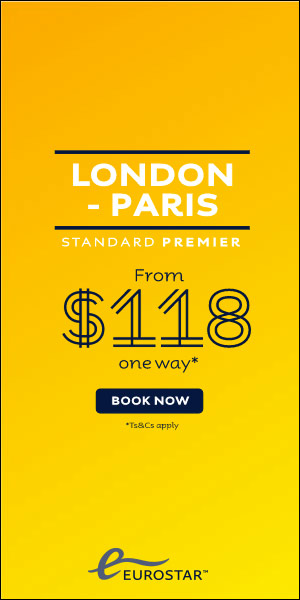 LONDON
- PARIS
STANDARD PREMIER
From
$118
one way*
BOOK NOW
*Ts&Cs apply
EUROSTAR™